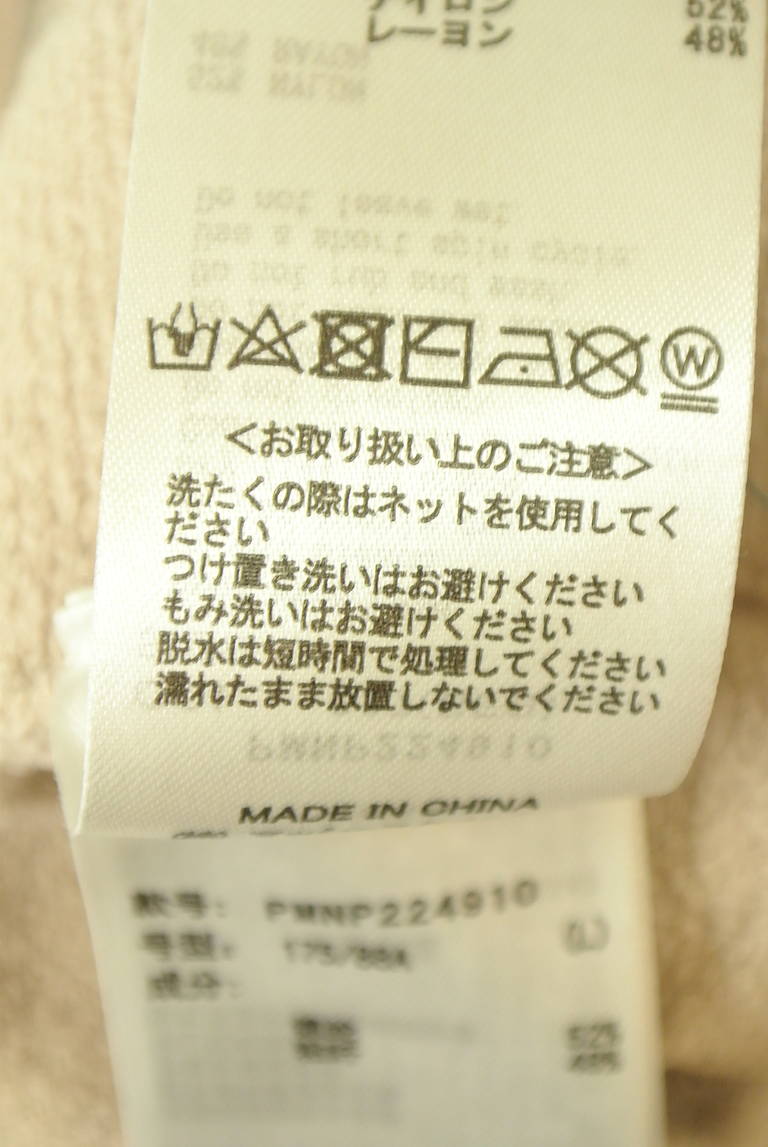 レーヨン 48%
<お取り扱い上のご注意>
洗たくの際はネットを使用してく
ださい
つけ置き洗いはお避けください
もみ洗いはお避けください
脱水は短時間で処理してください
濡れたまま放置しないでください
MADE IN CHINA
款号: PMNP224910
号型: 175/88A
成分:
52%
48%